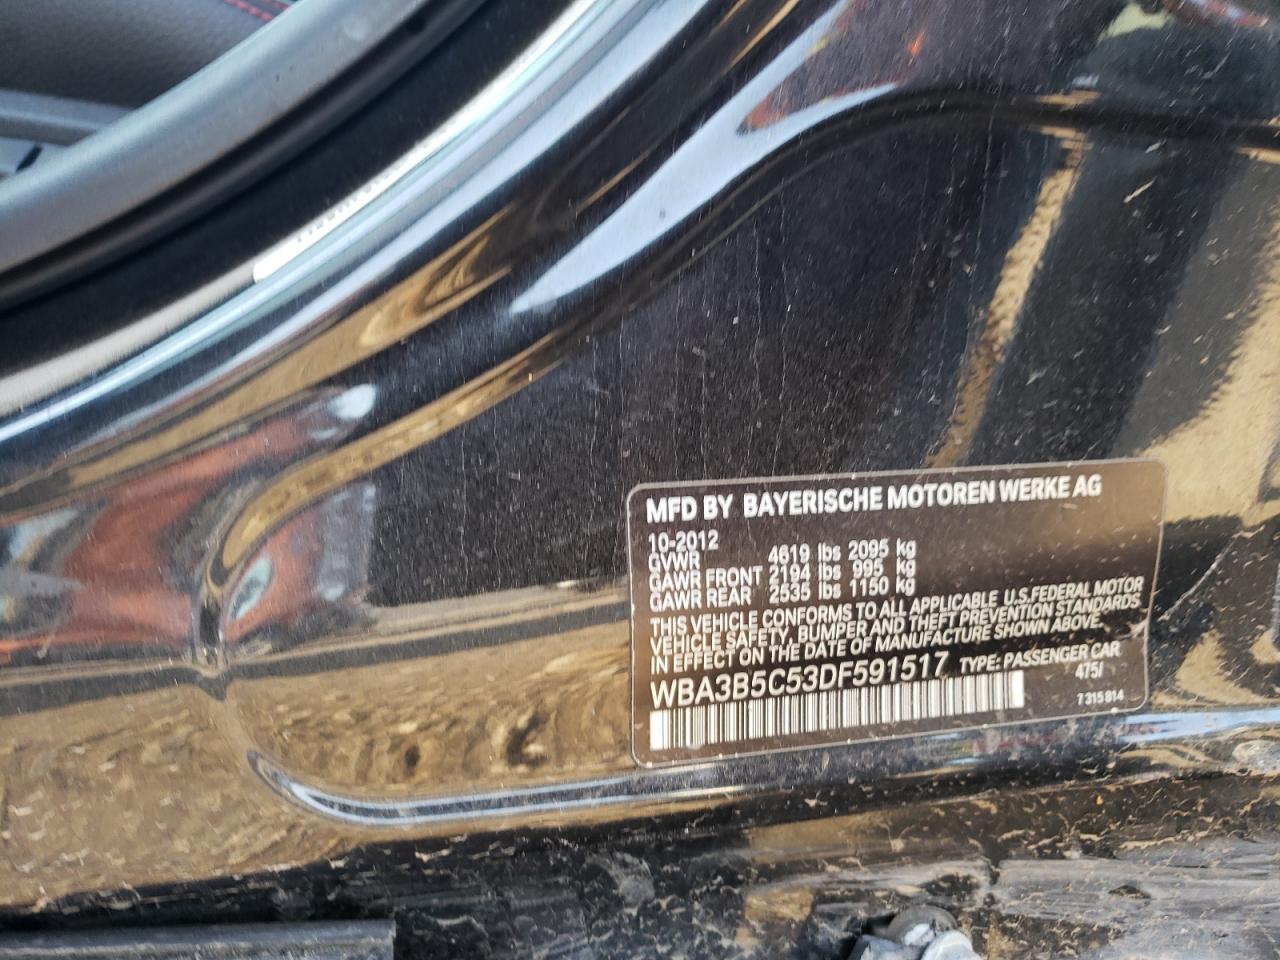 MFD BY BAYERISCHE MOTOREN WERKE AG
10-2012
GVWR 4619 lbs 2095 kg
GAWR FRONT 2194 lbs 995 kg
GAWR REAR 2535 lbs 1150 kg
THIS VEHICLE CONFORMS TO ALL APPLICABLE U.S.FEDERAL MOTOR
VEHICLE SAFETY, BUMPER AND THEFT PREVENTION STANDARDS
IN EFFECT ON THE DATE OF MANUFACTURE SHOWN ABOVE.
WBA3B5C53DF591517 TYPE: PASSENGER CAR
475/
7 315 814